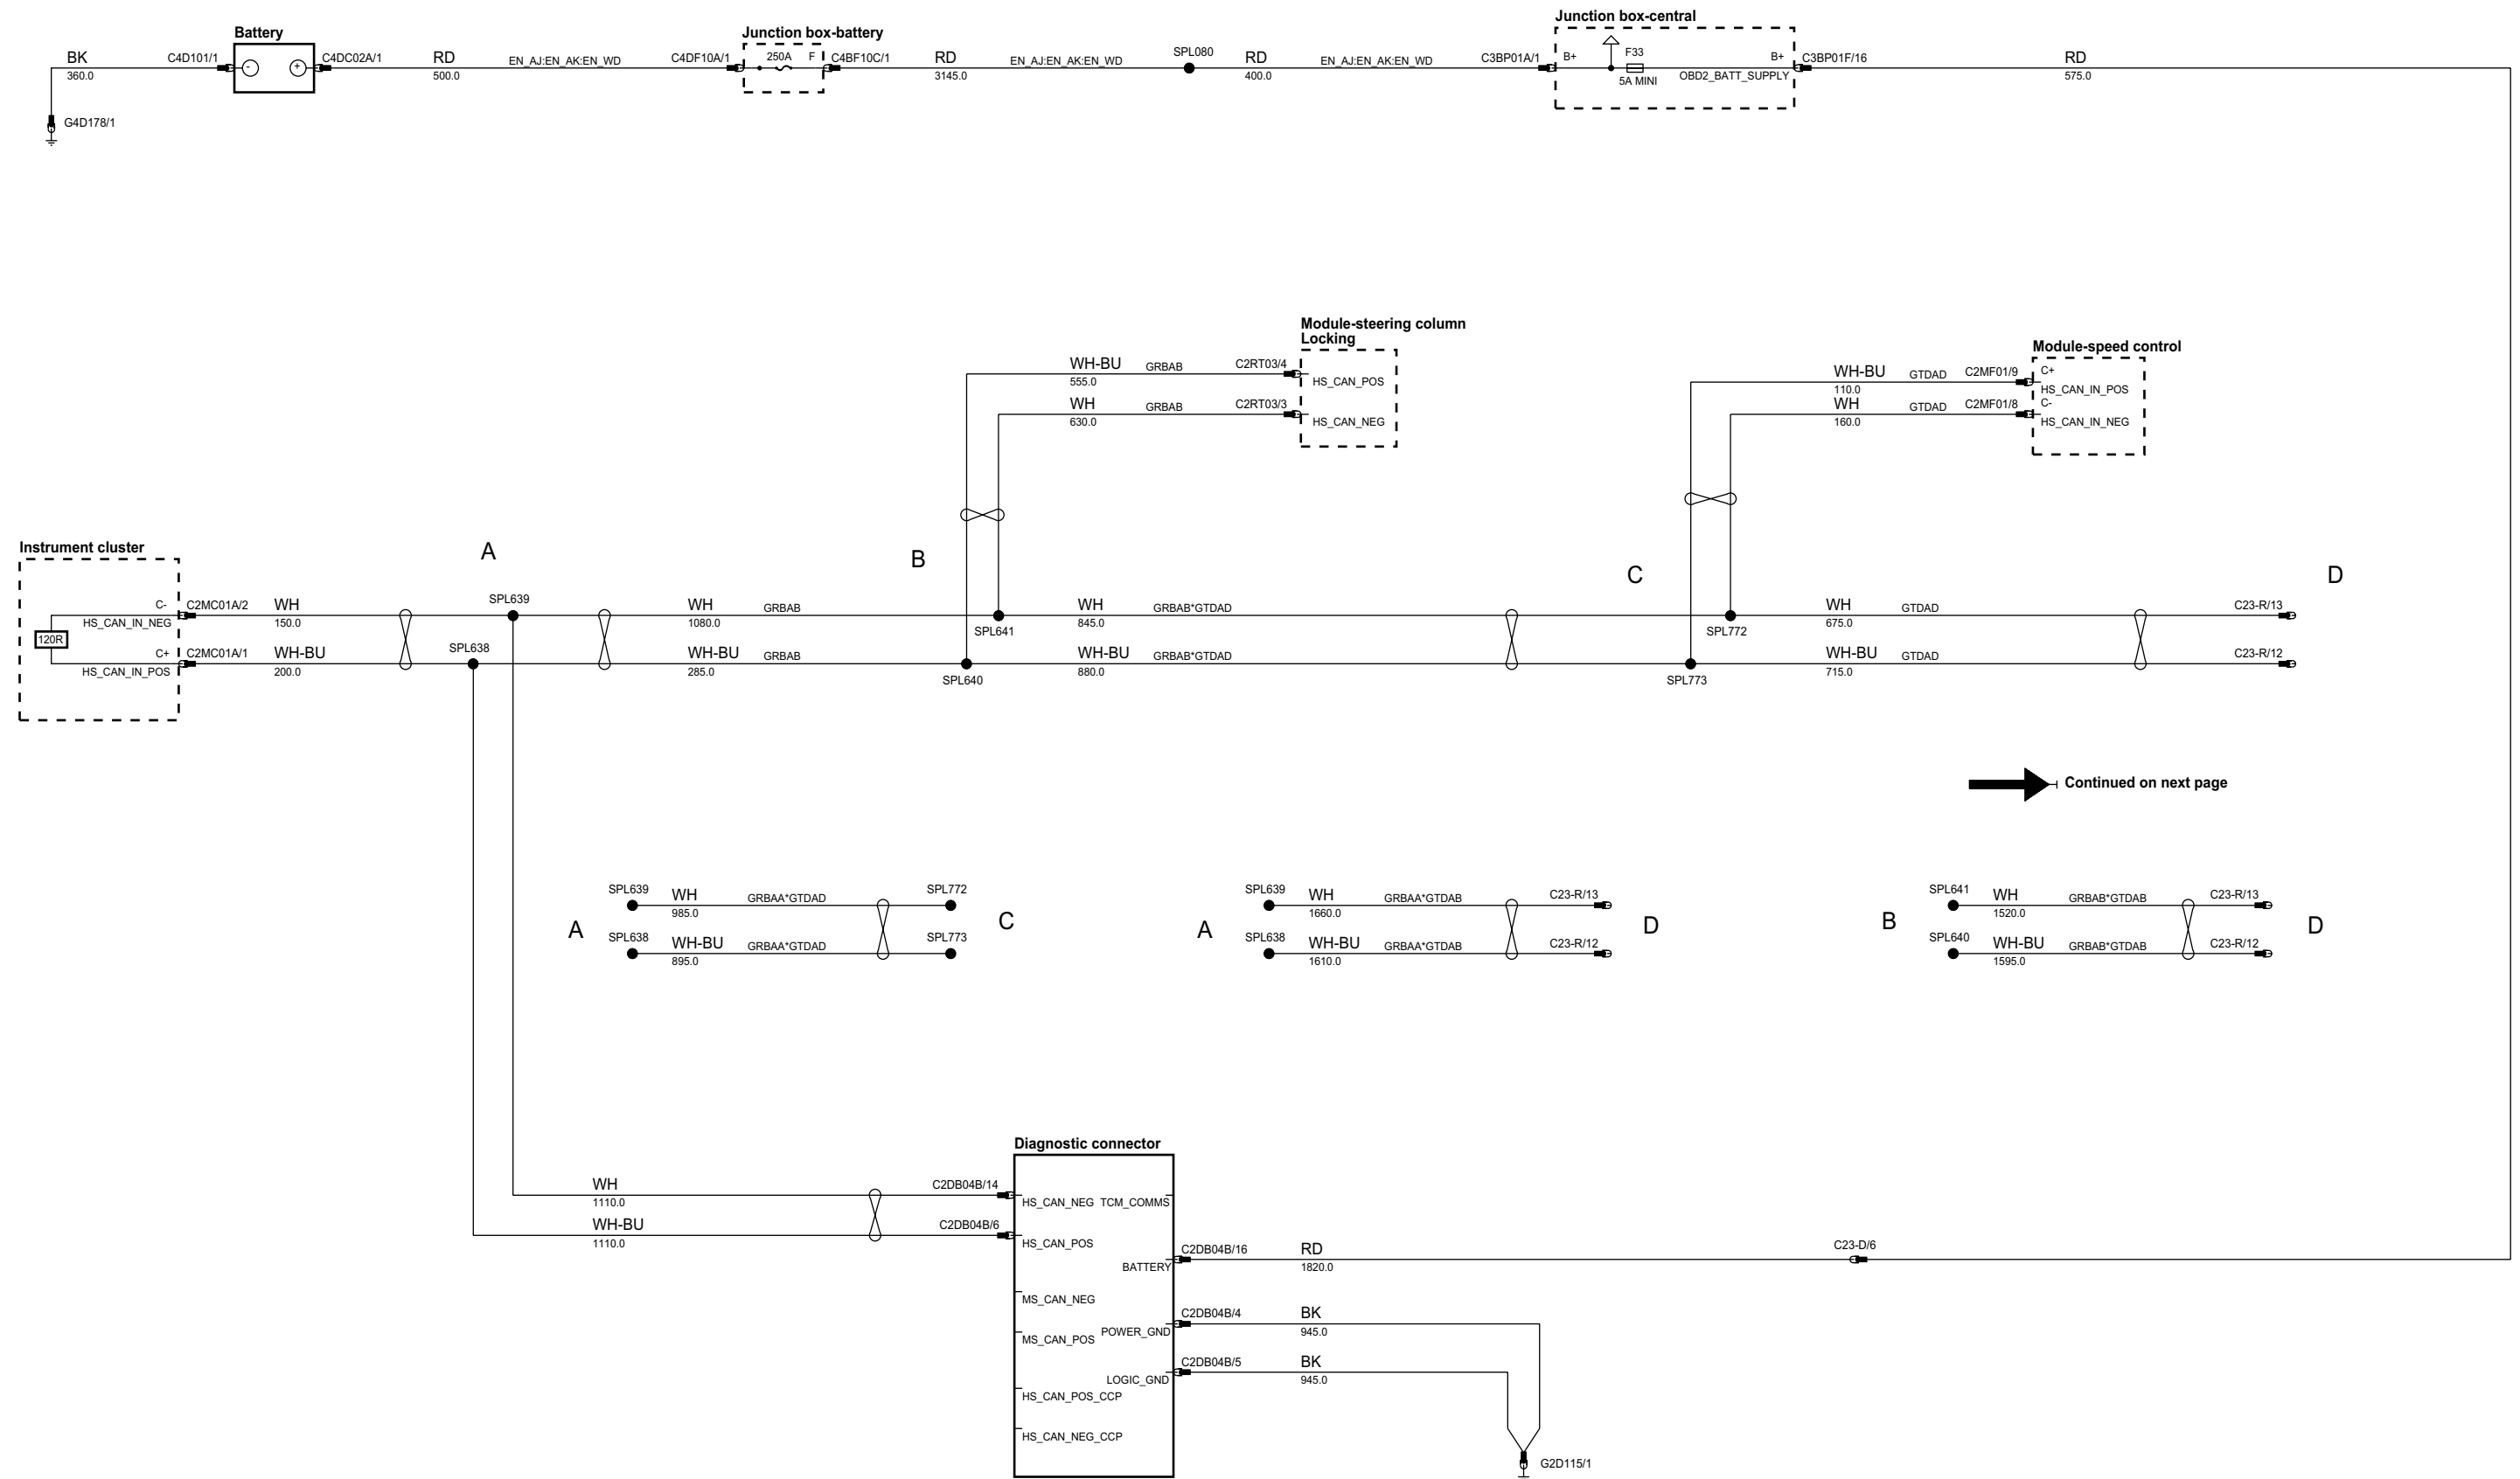 Junction box-central
Battery
Junction box-battery
BK
360.0
C4D101/1
-
+
C4DC02A/1
RD
500.0
EN_AJ:EN_AK:EN_WD
C4DF10A/1
250A
F
C4BF10C/1
RD
3145.0
EN_AJ:EN_AK:EN_WD
SPL080
RD
400.0
EN_AJ:EN_AK:EN_WD
C3BP01A/1
B+
F33
5A MINI
B+
OBD2_BATT_SUPPLY
C3BP01F/16
RD
575.0
G4D178/1
Module-steering column
Locking
WH-BU
555.0
GRBAB
C2RT03/4
HS_CAN_POS
WH
630.0
GRBAB
C2RT03/3
HS_CAN_NEG
Module-speed control
WH-BU
110.0
GTDAD
C2MF01/9
C+
HS_CAN_IN_POS
WH
160.0
GTDAD
C2MF01/8
C-
HS_CAN_IN_NEG
Instrument cluster
A
B
C
D
C-
HS_CAN_IN_NEG
C2MC01A/2
WH
150.0
SPL639
WH
1080.0
GRBAB
SPL641
WH
845.0
GRBAB*GTDAD
SPL772
WH
675.0
GTDAD
C23-R/13
120R
C+
HS_CAN_IN_POS
C2MC01A/1
WH-BU
200.0
SPL638
WH-BU
285.0
GRBAB
SPL640
WH-BU
880.0
GRBAB*GTDAD
SPL773
WH-BU
715.0
GTDAD
C23-R/12
Continued on next page
A
SPL639
WH
985.0
GRBAA*GTDAD
SPL772
SPL638
WH-BU
895.0
GRBAA*GTDAD
SPL773
C
A
SPL639
WH
1660.0
GRBAA*GTDAB
C23-R/13
SPL638
WH-BU
1610.0
GRBAA*GTDAB
C23-R/12
D
B
SPL641
WH
1520.0
GRBAB*GTDAB
C23-R/13
SPL640
WH-BU
1595.0
GRBAB*GTDAB
C23-R/12
D
Diagnostic connector
WH
1110.0
C2DB04B/14
HS_CAN_NEG
TCM_COMMS
WH-BU
1110.0
C2DB04B/6
HS_CAN_POS
BATTERY
C2DB04B/16
RD
1820.0
C23-D/6
MS_CAN_NEG
MS_CAN_POS
POWER_GND
C2DB04B/4
BK
945.0
LOGIC_GND
C2DB04B/5
BK
945.0
HS_CAN_POS_CCP
HS_CAN_NEG_CCP
G2D115/1